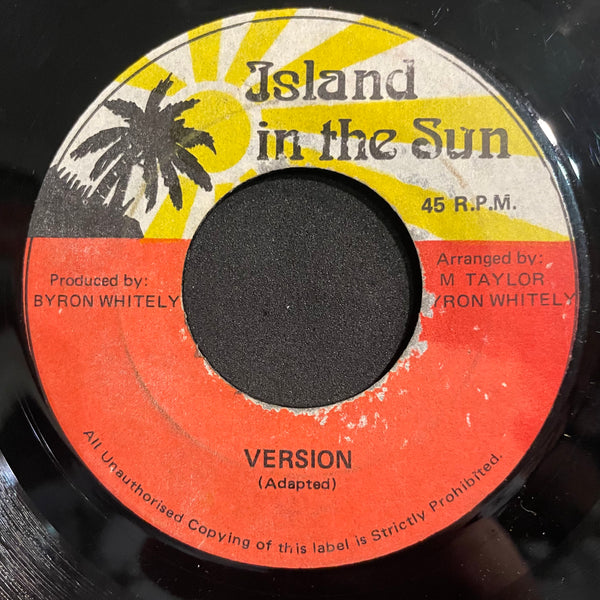 Island
in the Sun
45 R.P.M.
Produced by:
BYRON WHITELY
Arranged by:
M TAYLOR
YRON WHITELY
VERSION
(Adapted)
All Unauthorised Copying of this label is Strictly Prohibited.